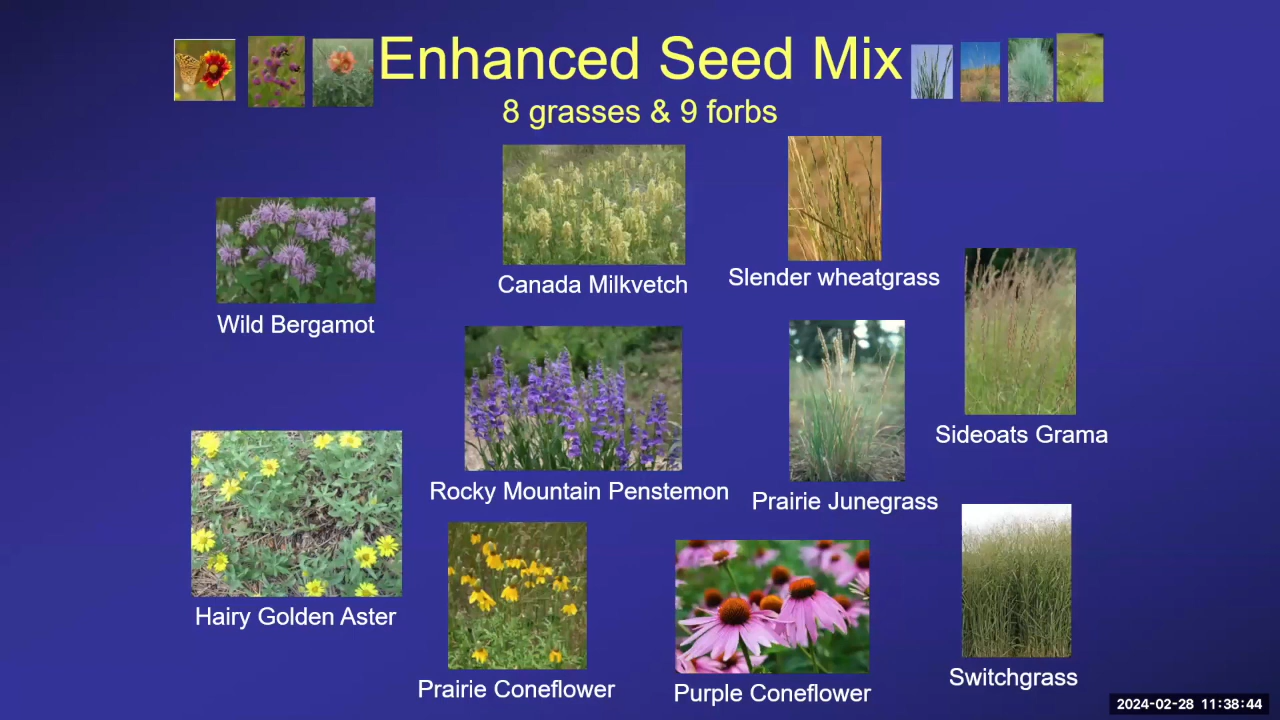 Enhanced Seed Mix
8 grasses & 9 forbs
Canada Milkvetch
Slender wheatgrass
Wild Bergamot
Sideoats Grama
Rocky Mountain Penstemon
Prairie Junegrass
Hairy Golden Aster
Prairie Coneflower
Purple Coneflower
Switchgrass
2024-02-28 11:38:44